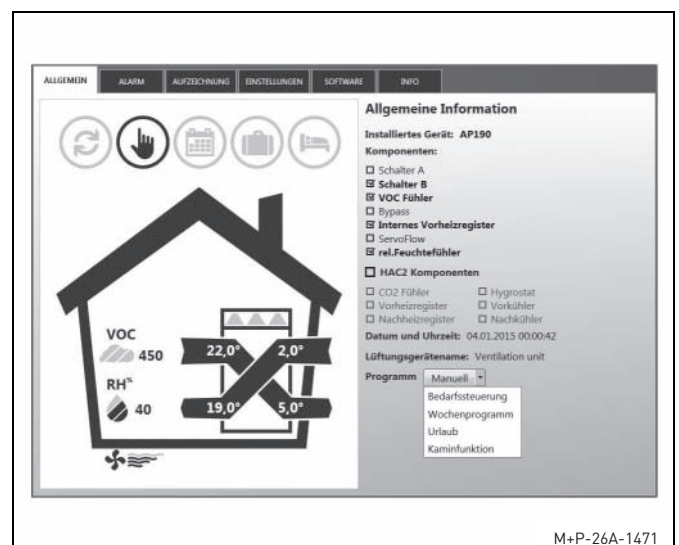 ALLGEMEIN ALARM AUFZEICHNUNG EINSTELLUNGEN SOFTWARE INFO
Allgemeine Information
Installiertes Gerät: AP190
Komponenten:
Schalter A
Schalter B
VOC Fühler
Bypass
Internes Vorheizregister
ServoFlow
rel.Feuchtefühler
HAC2 Komponenten
CO2 Fühler Hygrostat
Vorheizregister Vorkühler
Nachheizregister Nachkühler
Datum und Uhrzeit: 04.01.2015 00:00:42
Lüftungsgerätename: Ventilation unit
Programm Manuell
Bedarfssteuerung
Wochenprogramm
Urlaub
Kaminfunktion
VOC
450
22,0° 2,0°
RH%
40
19,0° 5,0°
M+P-26A-1471